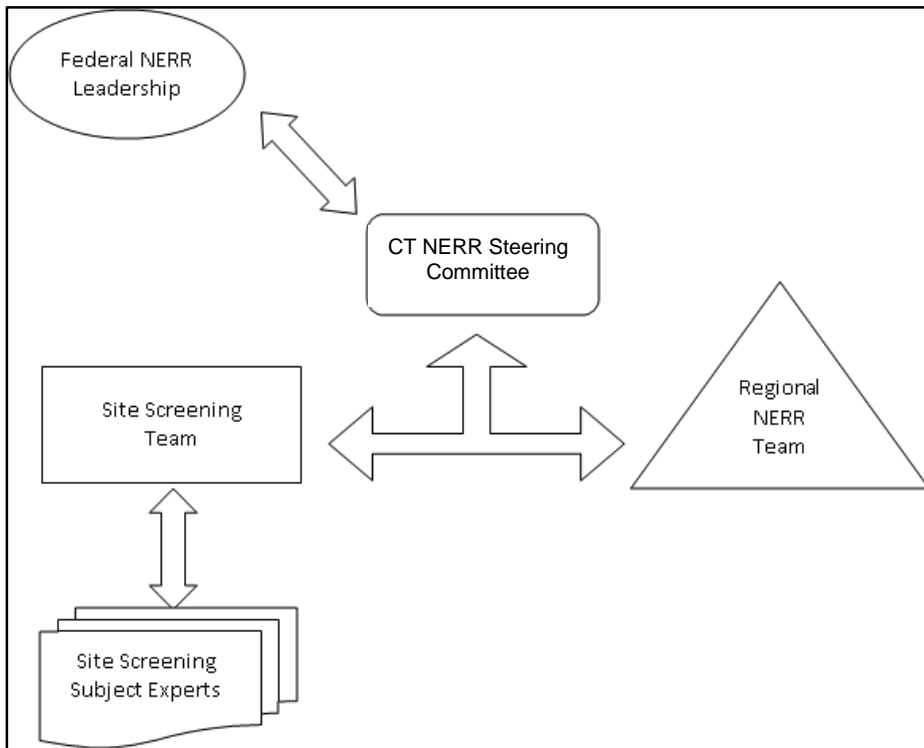 Federal NERR
Leadership
CT NERR Steering
Committee
Site Screening
Team
Regional
NERR
Team
Site Screening
Subject Experts